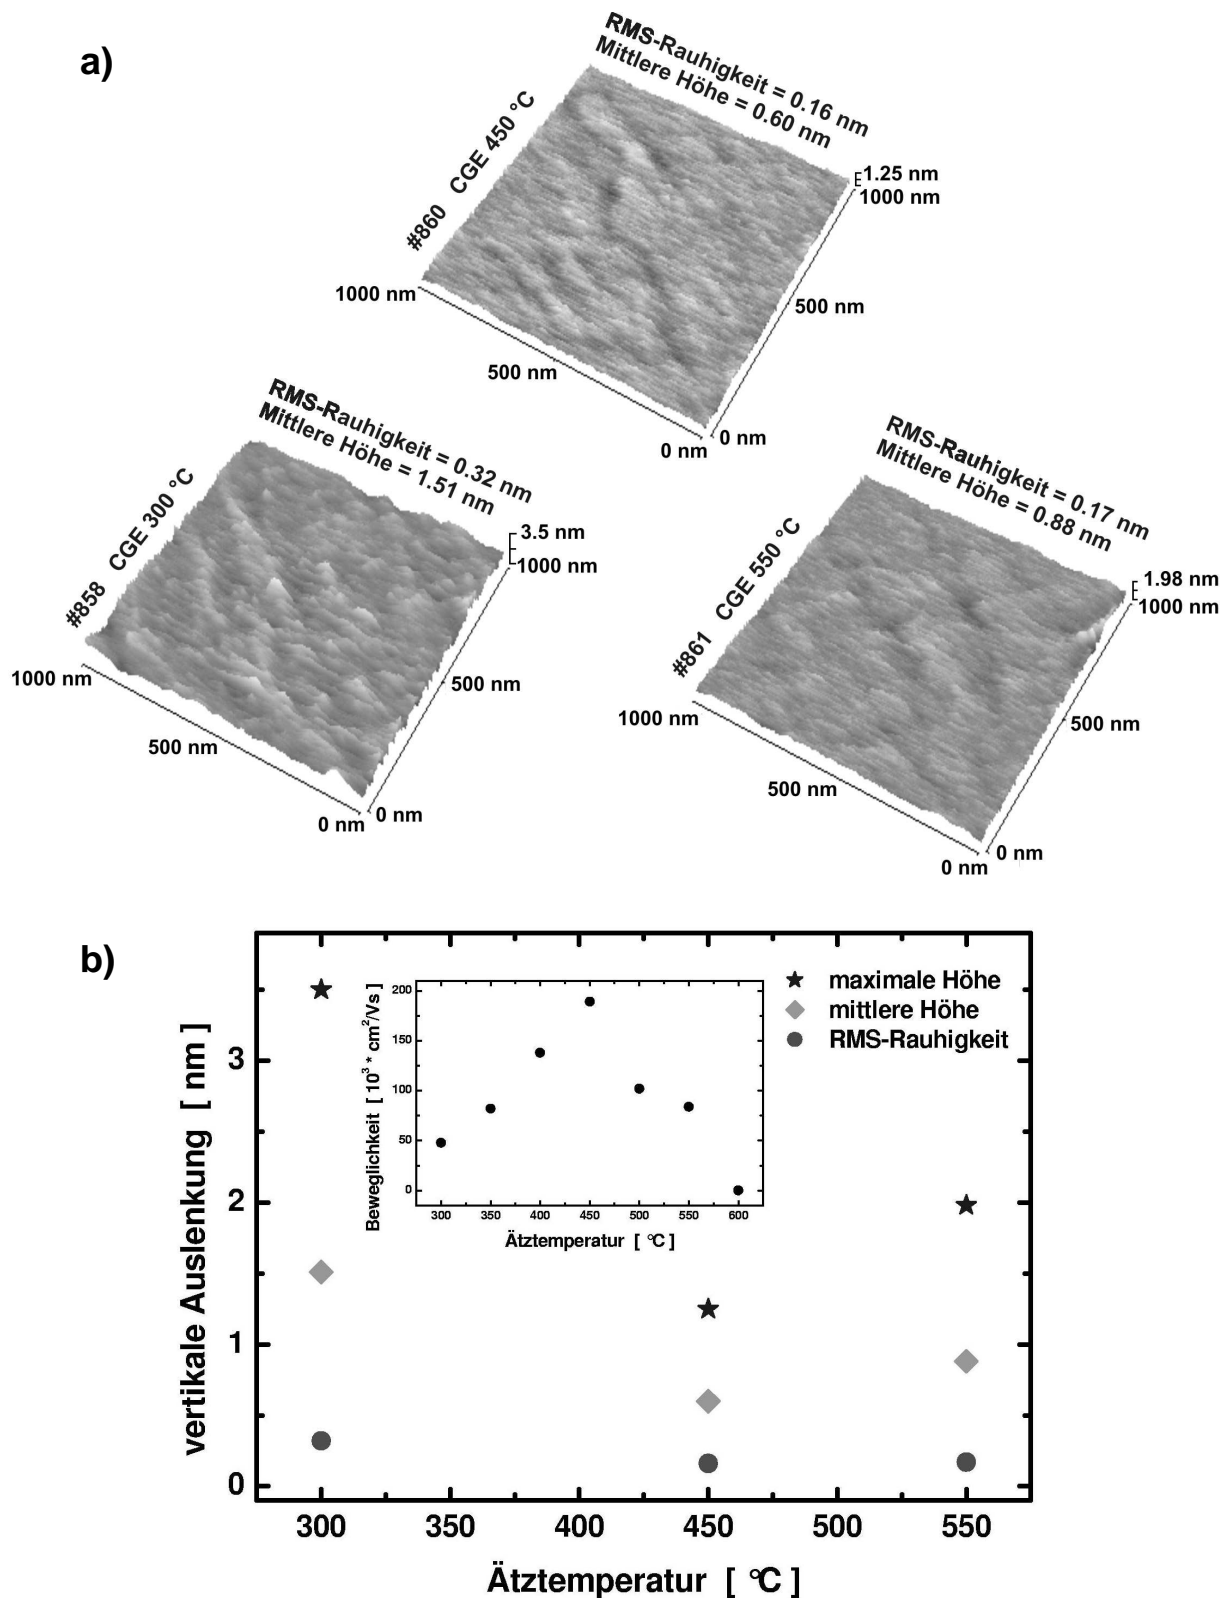 a)
RMS-Rauhigkeit = 0.16 nm
Mittlere Höhe = 0.60 nm
#860 CGE 450 °C
1.25 nm
1000 nm
500 nm
0 nm
1000 nm
500 nm
0 nm
RMS-Rauhigkeit = 0.32 nm
Mittlere Höhe = 1.51 nm
#858 CGE 300 °C
3.5 nm
1000 nm
500 nm
0 nm
1000 nm
500 nm
0 nm
RMS-Rauhigkeit = 0.17 nm
Mittlere Höhe = 0.88 nm
#861 CGE 550 °C
1.98 nm
1000 nm
500 nm
0 nm
1000 nm
500 nm
0 nm
b)
maximale Höhe
mittlere Höhe
RMS-Rauhigkeit
vertikale Auslenkung [ nm ]
3
2
1
0
300 350 400 450 500 550
Ätztemperatur [ °C ]
Beweglichkeit [ 10³ * cm²/Vs ]
200
150
100
50
0
300 350 400 450 500 550 600
Ätztemperatur [ °C ]